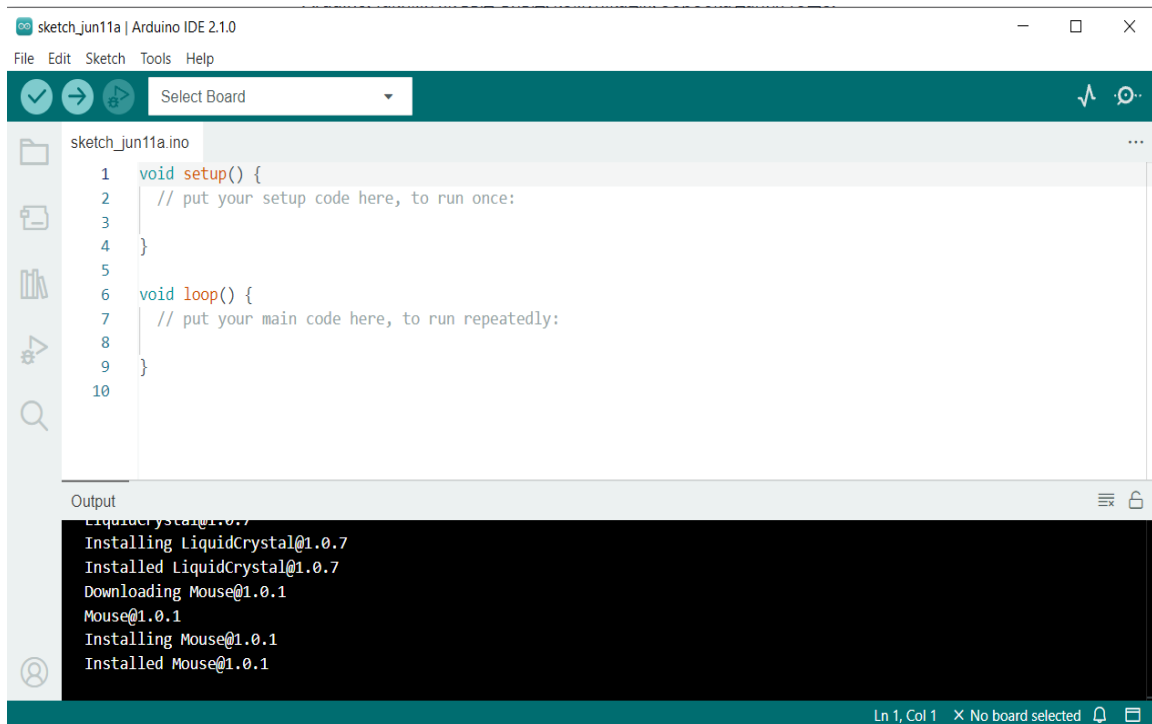 sketch_jun11a | Arduino IDE 2.1.0
File Edit Sketch Tools Help
Select Board
sketch_jun11a.ino
1 void setup() {
2 // put your setup code here, to run once:
3
4 }
5
6 void loop() {
7 // put your main code here, to run repeatedly:
8
9 }
10
Output
LiquidCrystal@1.0.7
Installing LiquidCrystal@1.0.7
Installed LiquidCrystal@1.0.7
Downloading Mouse@1.0.1
Mouse@1.0.1
Installing Mouse@1.0.1
Installed Mouse@1.0.1
Ln 1, Col 1 × No board selected